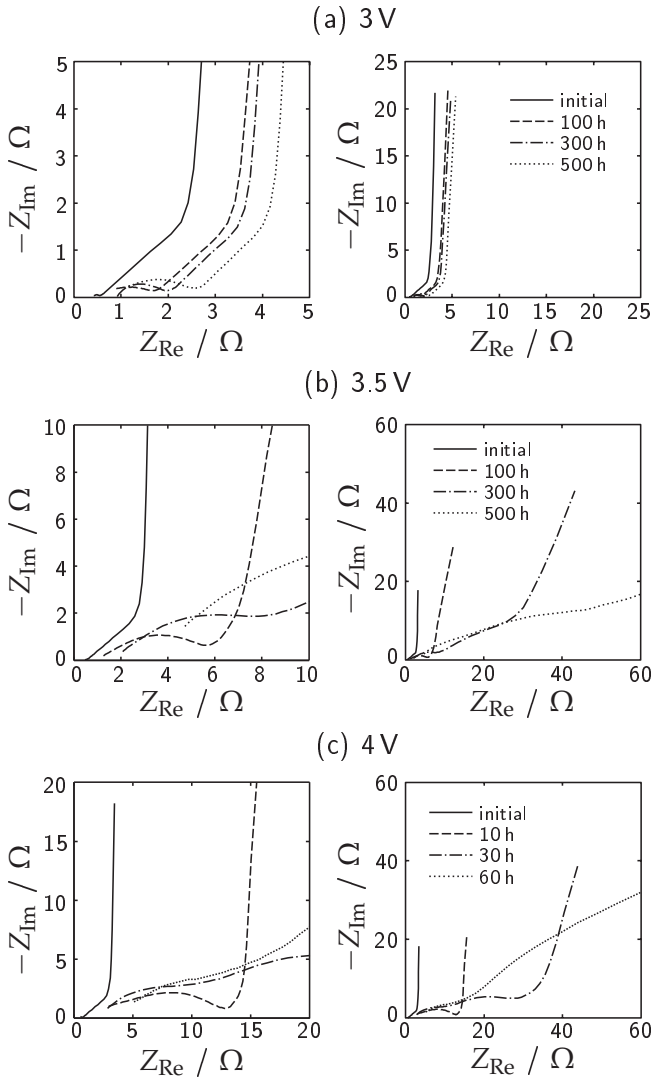 (a) 3 V
5
4
3
2
1
0
0 1 2 3 4 5
−Z_Im / Ω
Z_Re / Ω
25
20
15
10
5
0
0 5 10 15 20 25
−Z_Im / Ω
Z_Re / Ω
initial
100 h
300 h
500 h
(b) 3.5 V
10
8
6
4
2
0
0 2 4 6 8 10
−Z_Im / Ω
Z_Re / Ω
60
40
20
0
0 20 40 60
−Z_Im / Ω
Z_Re / Ω
initial
100 h
300 h
500 h
(c) 4 V
20
15
10
5
0
0 5 10 15 20
−Z_Im / Ω
Z_Re / Ω
60
40
20
0
0 20 40 60
−Z_Im / Ω
Z_Re / Ω
initial
10 h
30 h
60 h